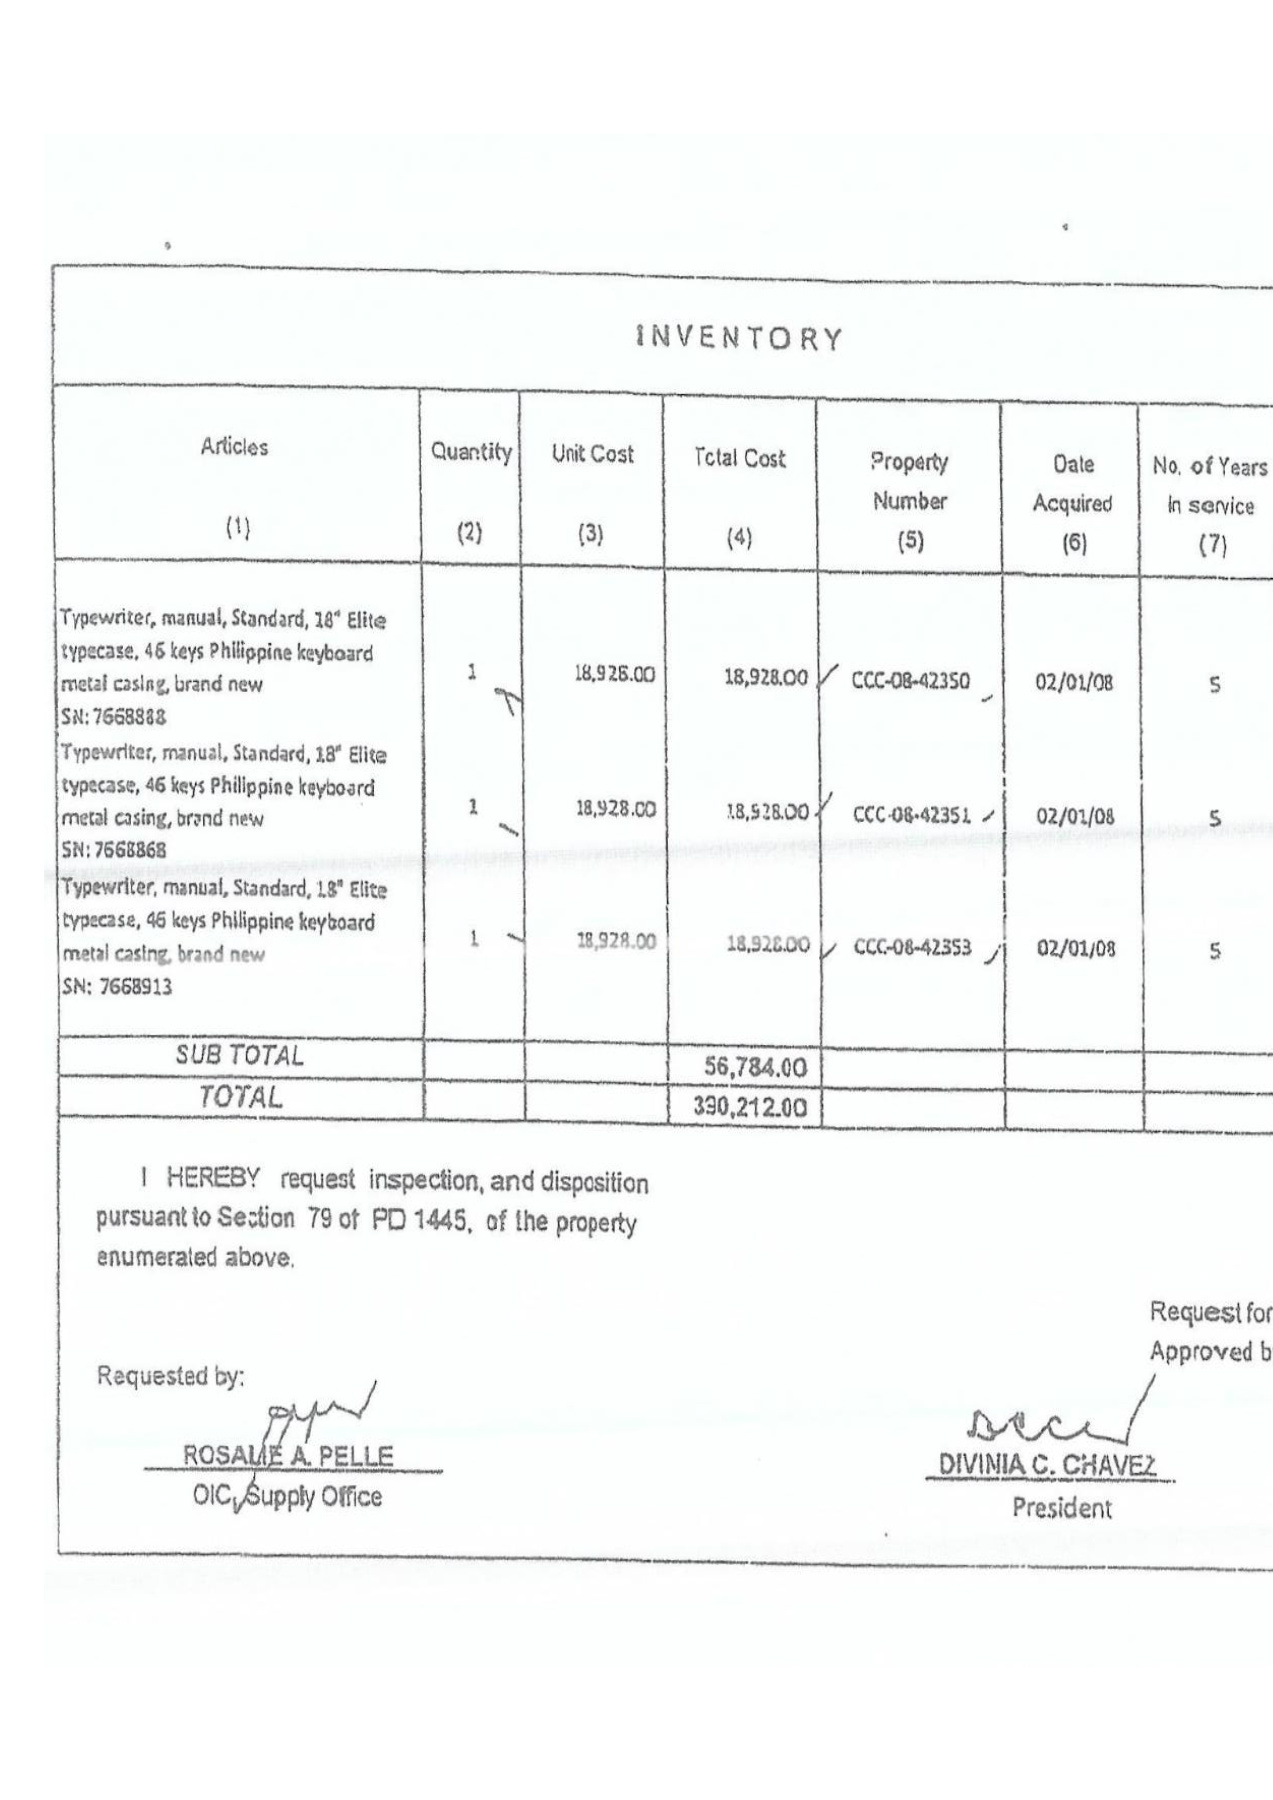 INVENTORY
Articles Quantity Unit Cost Total Cost Property Date No. of Years
Number Acquired In service
(1) (2) (3) (4) (5) (6) (7)
Typewriter, manual, Standard, 18" Elite
typecase, 46 keys Philippine keyboard
metal casing, brand new 1 18,928.00 18,928.00 CCC-08-42350 02/01/08 5
SN: 7668888
Typewriter, manual, Standard, 18" Elite
typecase, 46 keys Philippine keyboard
metal casing, brand new 1 18,928.00 18,928.00 CCC-08-42351 02/01/08 5
SN: 7668868
Typewriter, manual, Standard, 18" Elite
typecase, 46 keys Philippine keyboard
metal casing, brand new 1 18,928.00 18,928.00 CCC-08-42353 02/01/08 5
SN: 7668913
SUB TOTAL 56,784.00
TOTAL 390,212.00
I HEREBY request inspection, and disposition
pursuant to Section 79 of PD 1445, of the property
enumerated above.
Request for
Approved b
Requested by:
ROSALIE A. PELLE
OIC, Supply Office
DIVINIA C. CHAVEZ
President